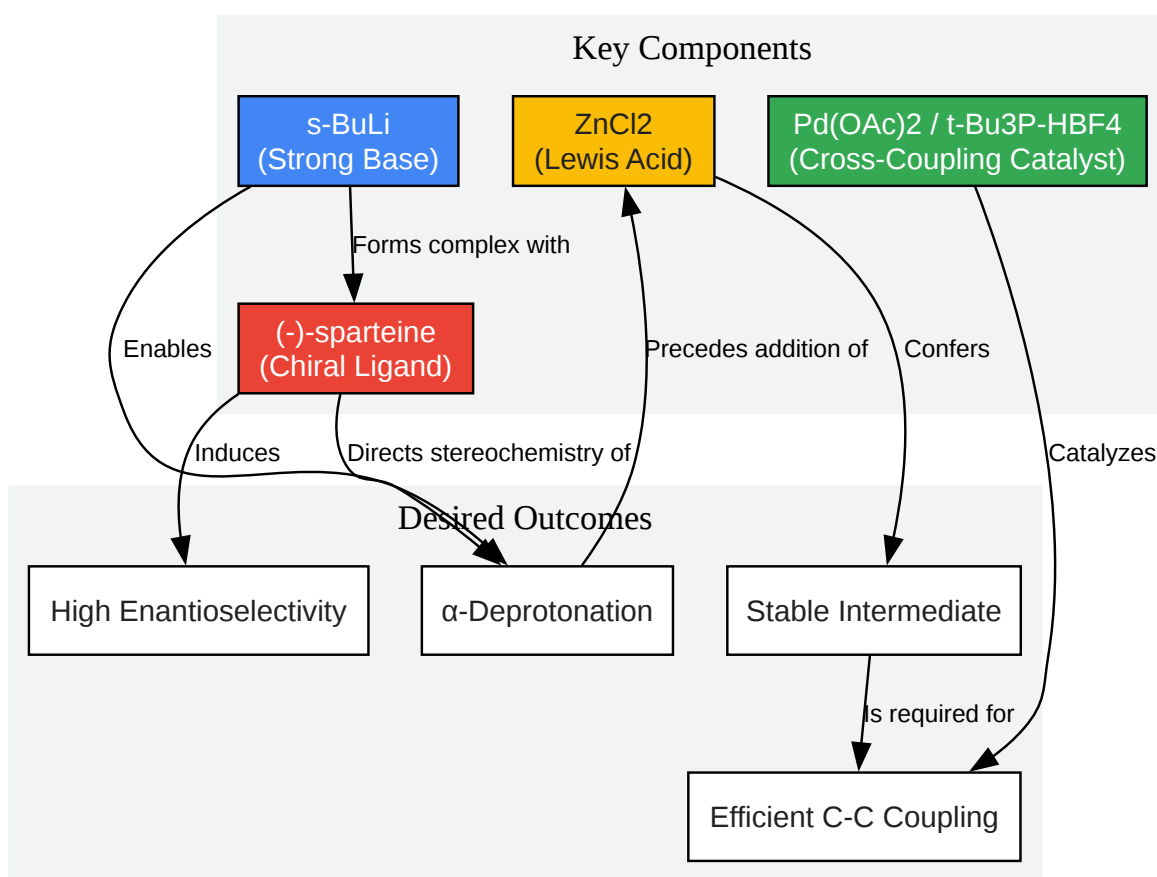 Key Components
s-BuLi
(Strong Base)
ZnCl2
(Lewis Acid)
Pd(OAc)2 / t-Bu3P-HBF4
(Cross-Coupling Catalyst)
Forms complex with
(-)-sparteine
(Chiral Ligand)
Enables
Precedes addition of
Confers
Induces
Directs stereochemistry of
Catalyzes
Desired Outcomes
High Enantioselectivity
α-Deprotonation
Stable Intermediate
Is required for
Efficient C-C Coupling